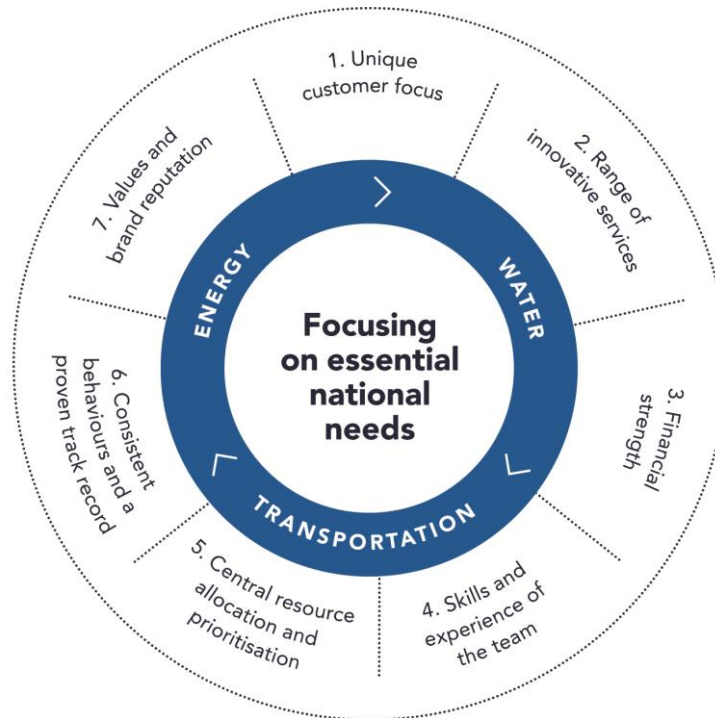 1. Unique
customer focus
2. Range of
innovative services
3. Financial
strength
4. Skills and
experience of
the team
5. Central resource
allocation and
prioritisation
6. Consistent
behaviours and a
proven track record
7. Values and
brand reputation
ENERGY
WATER
TRANSPORTATION
Focusing
on essential
national
needs